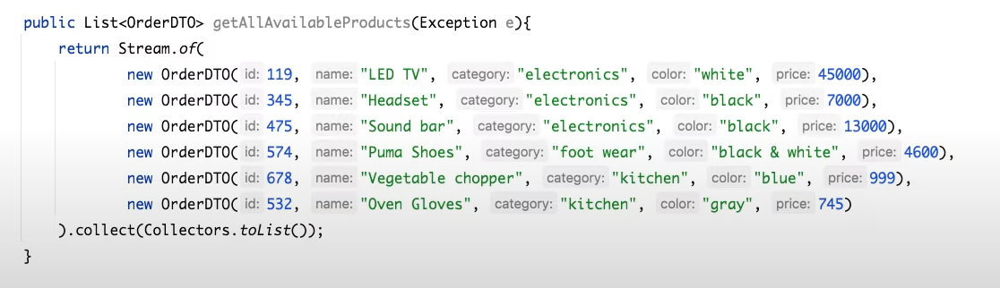 public List<OrderDTO> getAllAvailableProducts(Exception e){
return Stream.of(
new OrderDTO( id: 119, name: "LED TV", category: "electronics", color: "white", price: 45000),
new OrderDTO( id: 345, name: "Headset", category: "electronics", color: "black", price: 7000),
new OrderDTO( id: 475, name: "Sound bar", category: "electronics", color: "black", price: 13000),
new OrderDTO( id: 574, name: "Puma Shoes", category: "foot wear", color: "black & white", price: 4600),
new OrderDTO( id: 678, name: "Vegetable chopper", category: "kitchen", color: "blue", price: 999),
new OrderDTO( id: 532, name: "Oven Gloves", category: "kitchen", color: "gray", price: 745)
).collect(Collectors.toList());
}